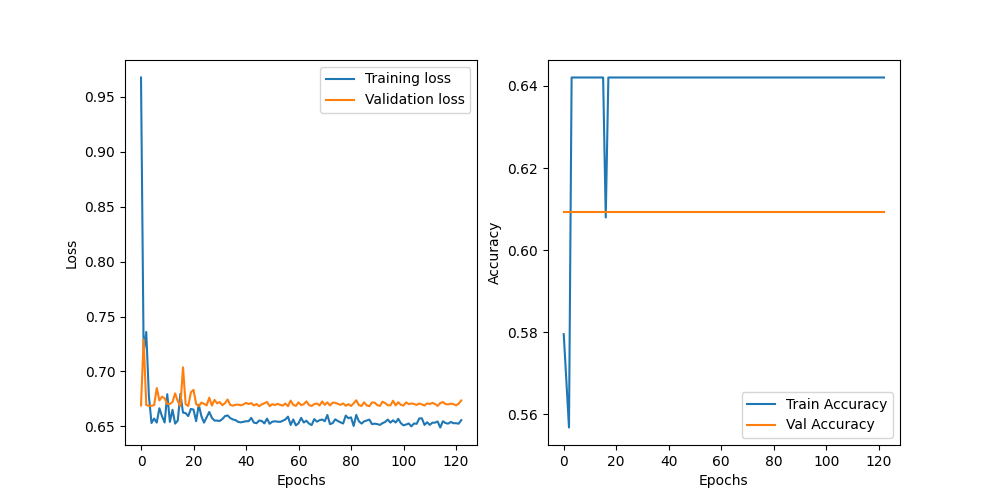 Training loss
Validation loss
0.95
0.90
0.85
0.80
0.75
0.70
0.65
Loss
0 20 40 60 80 100 120
Epochs
0.64
0.62
0.60
0.58
0.56
Accuracy
Train Accuracy
Val Accuracy
0 20 40 60 80 100 120
Epochs